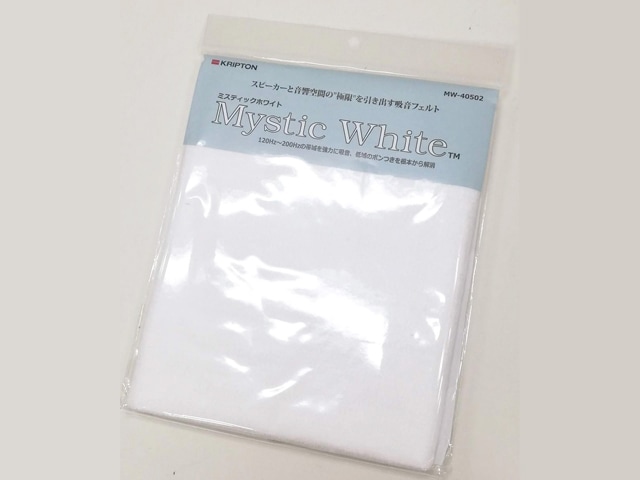 KRIPTON
MW-40502
スピーカーと音響空間の"極限"を引き出す吸音フェルト
ミスティックホワイト
Mystic White™
120Hz～200Hzの帯域を強力に吸音、低域のボンつきを根本から解消